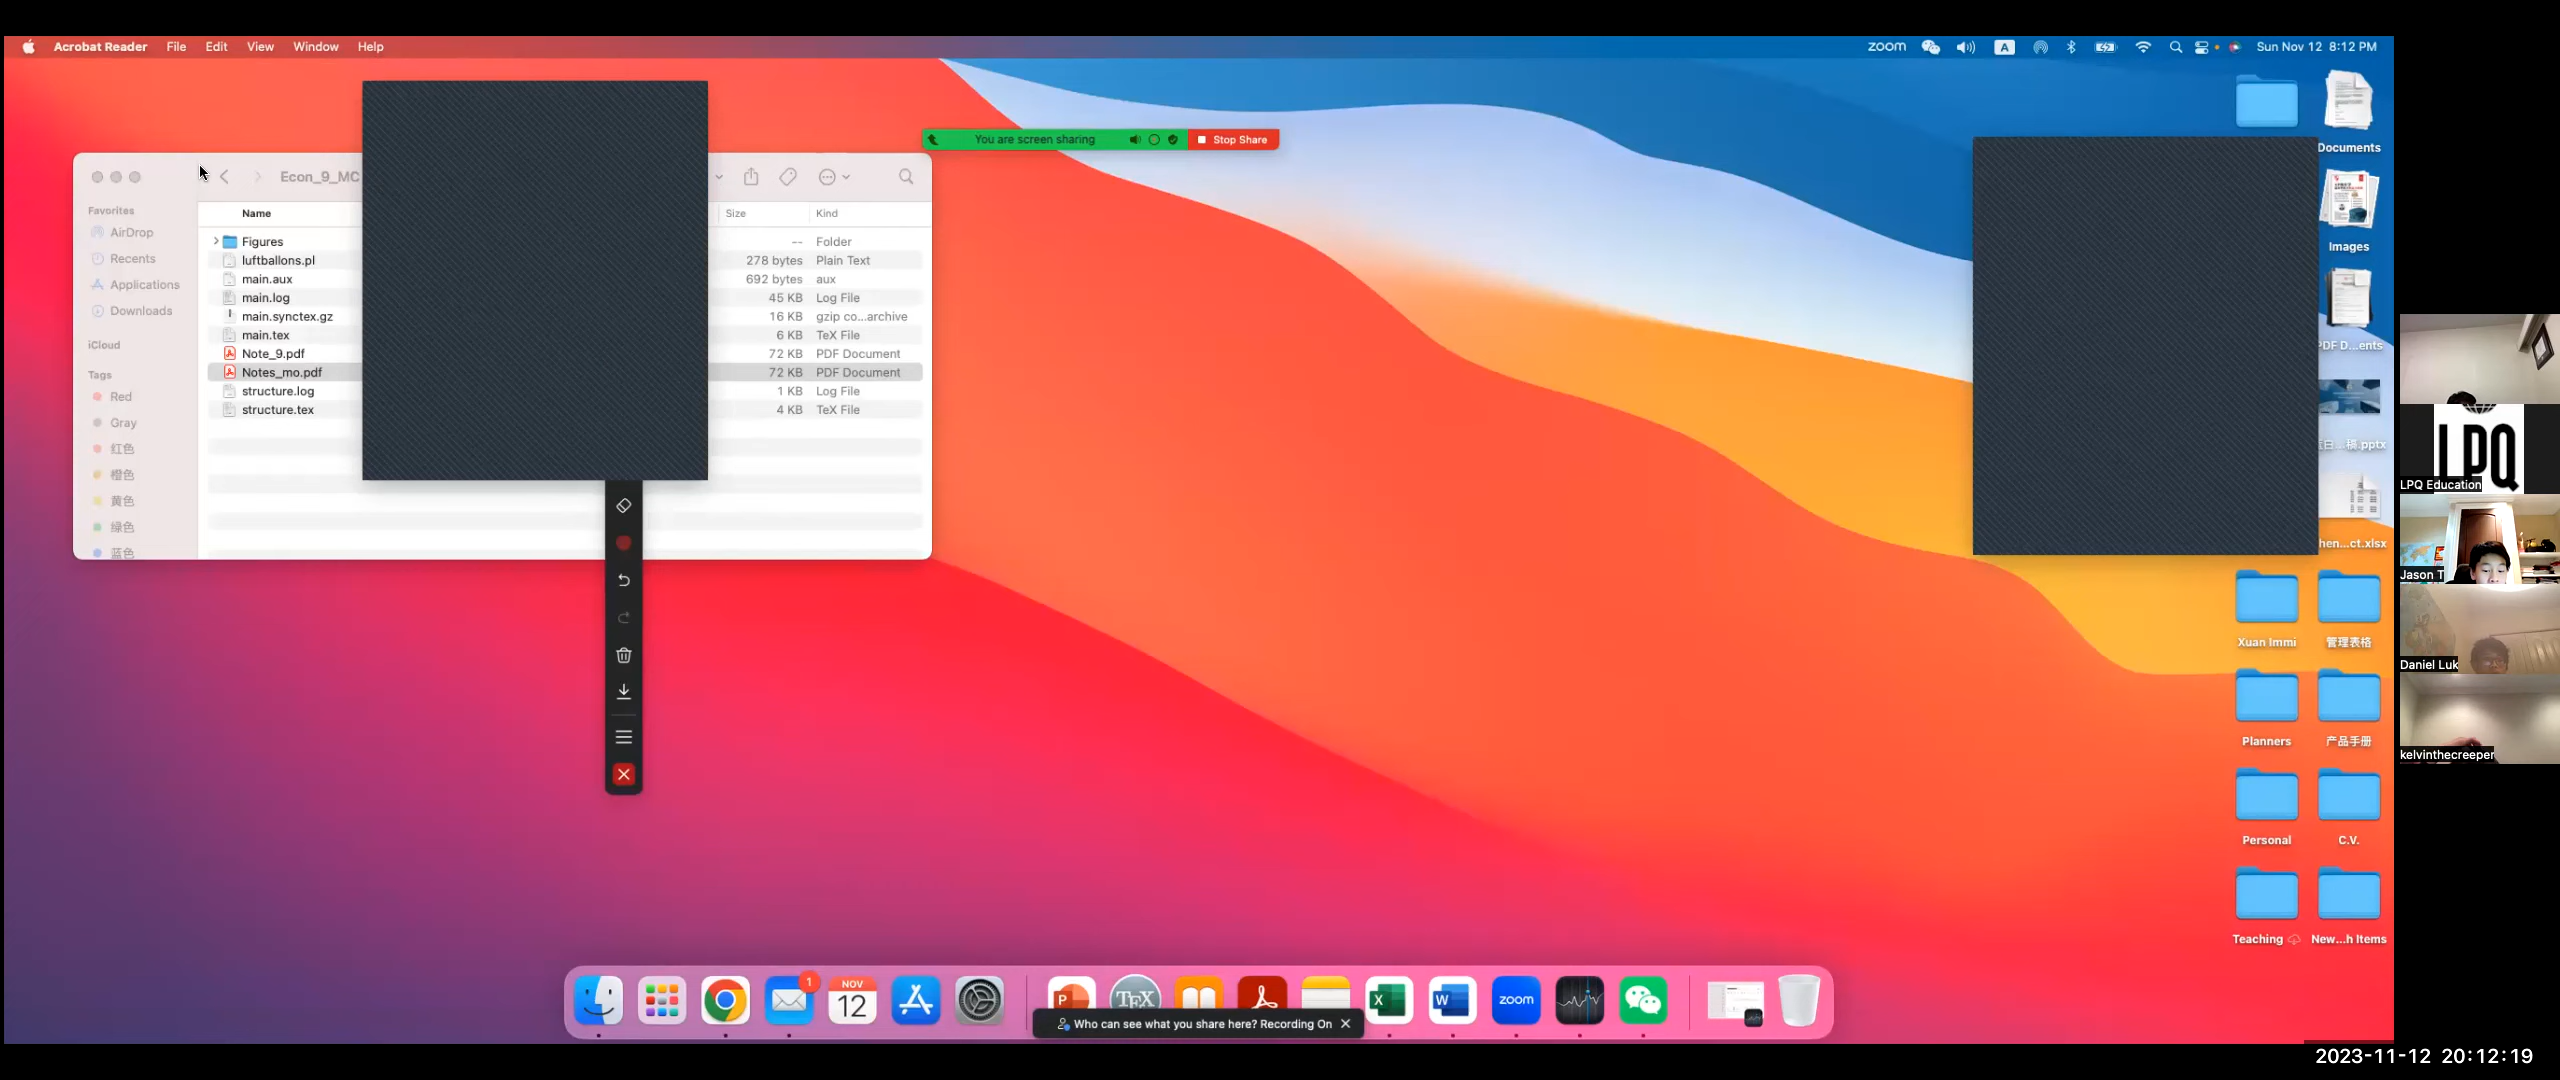 Acrobat Reader File Edit View Window Help
zoom A Sun Nov 12 8:12 PM
You are screen sharing Stop Share
Econ_9_MC
Favorites
AirDrop
Recents
Applications
Downloads
iCloud
Tags
Red
Gray
红色
橙色
黄色
绿色
蓝色
Name Size Kind
Figures -- Folder
luftballons.pl 278 bytes Plain Text
main.aux 692 bytes aux
main.log 45 KB Log File
main.synctex.gz 16 KB gzip co...archive
main.tex 6 KB TeX File
Note_9.pdf 72 KB PDF Document
Notes_mo.pdf 72 KB PDF Document
structure.log 1 KB Log File
structure.tex 4 KB TeX File
Documents
Images
PDF D...ents
白...稿.pptx
hen...ct.xlsx
Xuan Immi 管理表格
Planners 产品手册
Personal C.V.
Teaching New...h Items
LPQ
LPQ Education
Jason T
Daniel Luk
kelvinthecreeper
1
NOV
12
P TEX X W zoom
Who can see what you share here? Recording On
2023-11-12 20:12:19